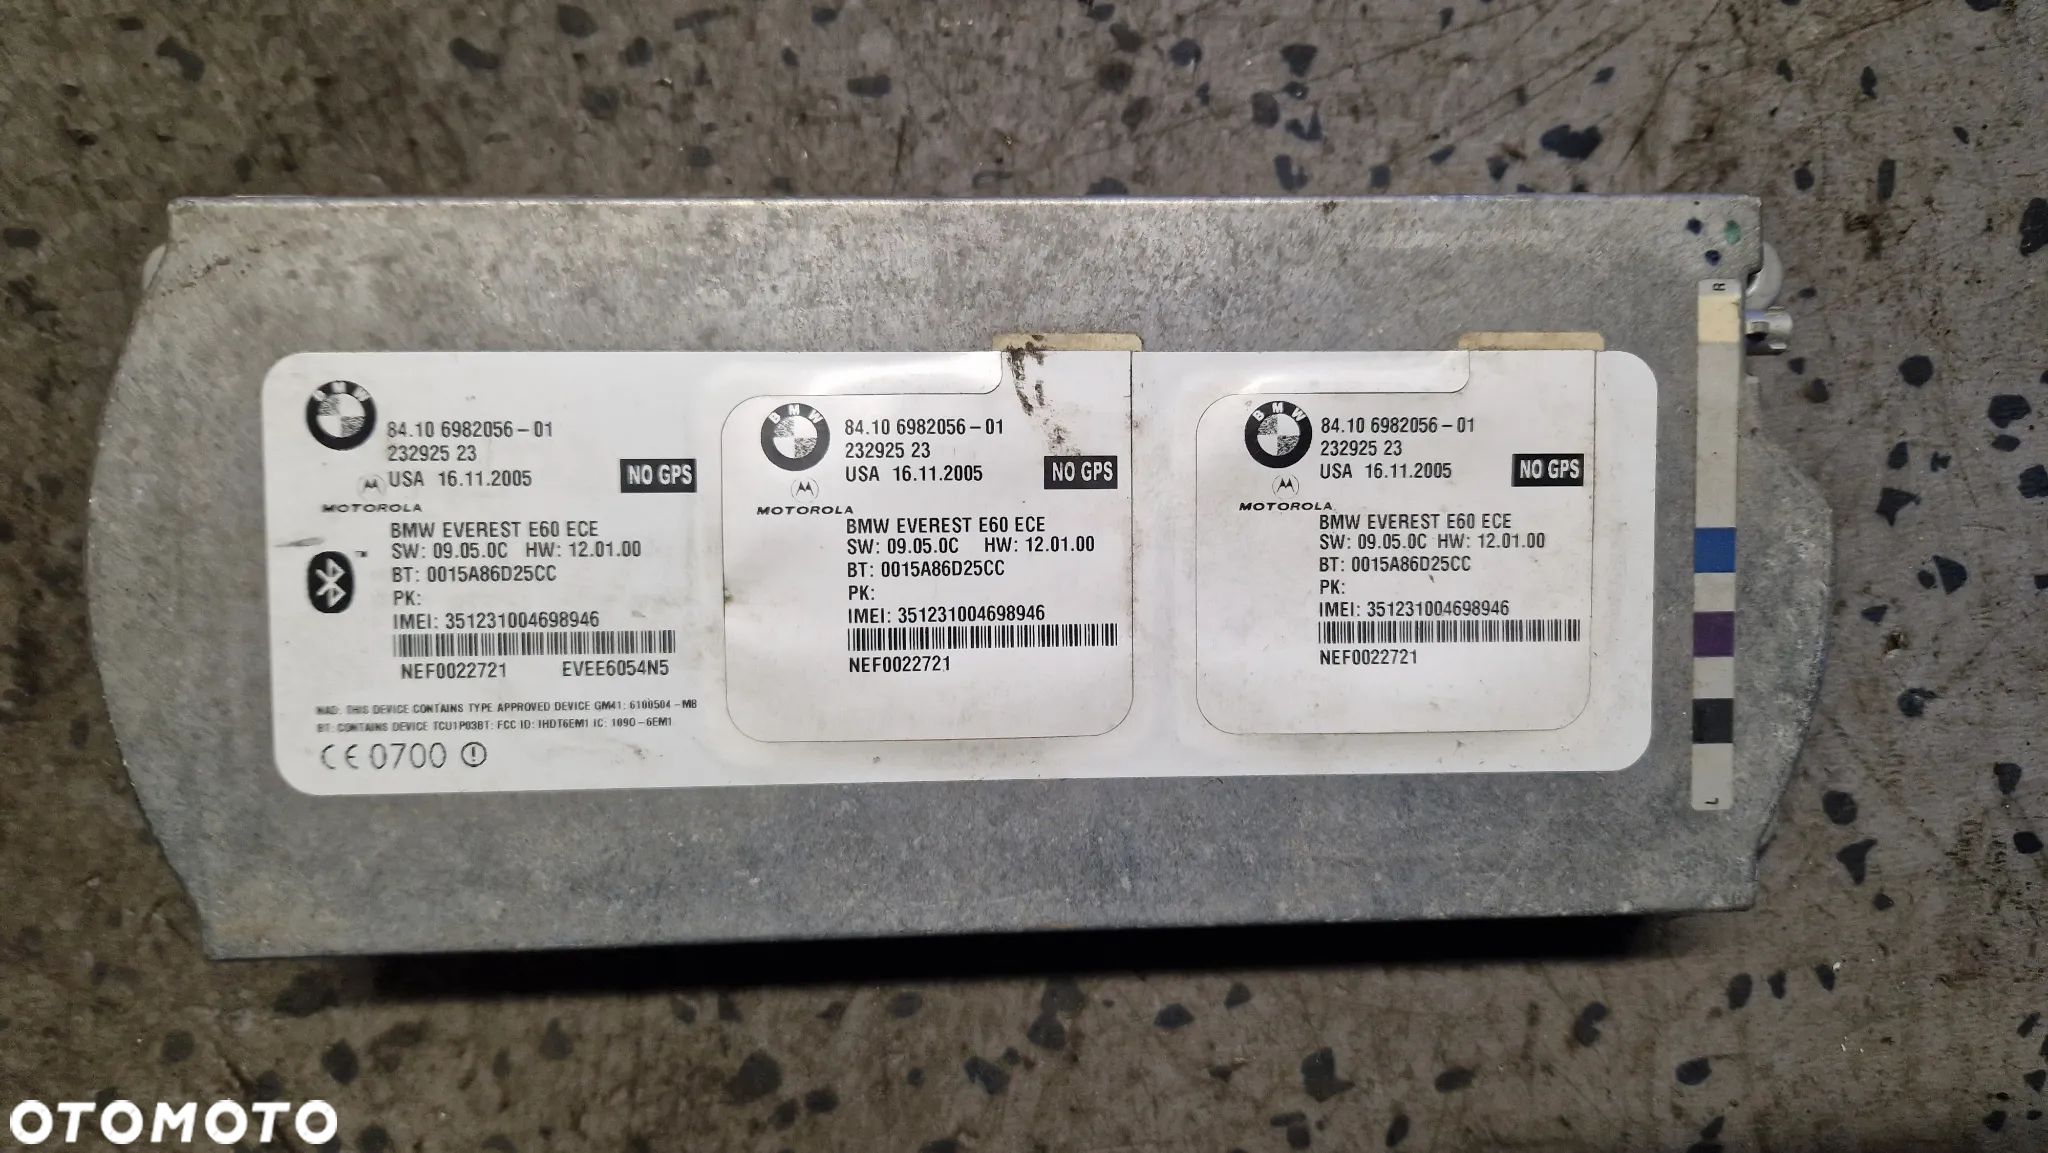 BMW
84.10 6982056-01
232925 23
USA 16.11.2005
NO GPS
MOTOROLA
BMW EVEREST E60 ECE
SW: 09.05.0C HW: 12.01.00
™
BT: 0015A86D25CC
PK:
IMEI: 351231004698946
NEF0022721 EVEE6054N5
NAD: THIS DEVICE CONTAINS TYPE APPROVED DEVICE GM41: 6100504-MB
BT: CONTAINS DEVICE TCU1P03BT: FCC ID: IHDT6EM1 IC: 1090-6EM1
CE 0700
BMW
84.10 6982056-01
232925 23
USA 16.11.2005
NO GPS
MOTOROLA
BMW EVEREST E60 ECE
SW: 09.05.0C HW: 12.01.00
BT: 0015A86D25CC
PK:
IMEI: 351231004698946
NEF0022721
BMW
84.10 6982056-01
232925 23
USA 16.11.2005
NO GPS
MOTOROLA
BMW EVEREST E60 ECE
SW: 09.05.0C HW: 12.01.00
BT: 0015A86D25CC
PK:
IMEI: 351231004698946
NEF0022721
R
L
OTOMOTO